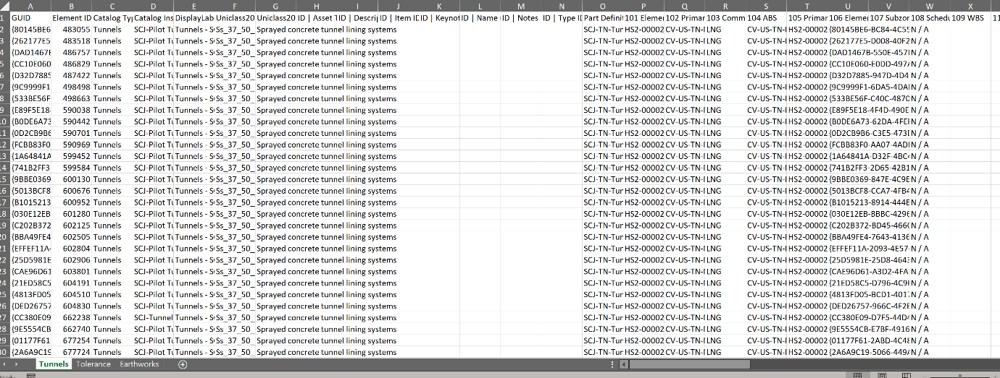 A B C D E F G H I J K L M N O P Q R S T U V W X
1 GUID Element ID Catalog Ty Catalog Ins DisplayLab Uniclass20 Uniclass20 ID | Asset T ID | Descri ID | Item ID ID | Keynot ID | Name ID | Notes ID | Type ID Part Defini 101 Eleme 102 Primar 103 Comm 104 ABS 105 Primar 106 Elemer 107 Subzor 108 Schedu 109 WBS 11
2 {80145BE6 483055 Tunnels SCJ-Pilot Tu Tunnels - S Ss_37_50_ Sprayed concrete tunnel lining systems SCJ-TN-Tur HS2-00002 CV-US-TN-I LNG CV-US-TN-I HS2-00002 {80145BE6-BC84-4C55 N / A
3 {262177E5 483518 Tunnels SCJ-Pilot Tu Tunnels - S Ss_37_50_ Sprayed concrete tunnel lining systems SCJ-TN-Tur HS2-00002 CV-US-TN-I LNG CV-US-TN-I HS2-00002 {262177E5-D008-40F2 N / A
4 {DAD1467B 486757 Tunnels SCJ-Pilot Tu Tunnels - S Ss_37_50_ Sprayed concrete tunnel lining systems SCJ-TN-Tur HS2-00002 CV-US-TN-I LNG CV-US-TN-I HS2-00002 {DAD1467B-550E-457 N / A
5 {CC10E060 486829 Tunnels SCJ-Pilot Tu Tunnels - S Ss_37_50_ Sprayed concrete tunnel lining systems SCJ-TN-Tur HS2-00002 CV-US-TN-I LNG CV-US-TN-I HS2-00002 {CC10E060-E0DD-497 N / A
6 {D32D7885 487422 Tunnels SCJ-Pilot Tu Tunnels - S Ss_37_50_ Sprayed concrete tunnel lining systems SCJ-TN-Tur HS2-00002 CV-US-TN-I LNG CV-US-TN-I HS2-00002 {D32D7885-947D-4D4 N / A
7 {9C9999F1 498498 Tunnels SCJ-Pilot Tu Tunnels - S Ss_37_50_ Sprayed concrete tunnel lining systems SCJ-TN-Tur HS2-00002 CV-US-TN-I LNG CV-US-TN-I HS2-00002 {9C9999F1-6DA5-4DA N / A
8 {533BE56F 498663 Tunnels SCJ-Pilot Tu Tunnels - S Ss_37_50_ Sprayed concrete tunnel lining systems SCJ-TN-Tur HS2-00002 CV-US-TN-I LNG CV-US-TN-I HS2-00002 {533BE56F-C40C-4870 N / A
9 {E89F5E18 590038 Tunnels SCJ-Pilot Tu Tunnels - S Ss_37_50_ Sprayed concrete tunnel lining systems SCJ-TN-Tur HS2-00002 CV-US-TN-I LNG CV-US-TN-I HS2-00002 {E89F5E18-4F4D-490E N / A
10 {B0DE6A73 590442 Tunnels SCJ-Pilot Tu Tunnels - S Ss_37_50_ Sprayed concrete tunnel lining systems SCJ-TN-Tur HS2-00002 CV-US-TN-I LNG CV-US-TN-I HS2-00002 {B0DE6A73-62DA-4FE N / A
11 {0D2CB9B6 590701 Tunnels SCJ-Pilot Tu Tunnels - S Ss_37_50_ Sprayed concrete tunnel lining systems SCJ-TN-Tur HS2-00002 CV-US-TN-I LNG CV-US-TN-I HS2-00002 {0D2CB9B6-C3E5-473 N / A
12 {FCBB83F0 590969 Tunnels SCJ-Pilot Tu Tunnels - S Ss_37_50_ Sprayed concrete tunnel lining systems SCJ-TN-Tur HS2-00002 CV-US-TN-I LNG CV-US-TN-I HS2-00002 {FCBB83F0-AA07-4AD N / A
13 {1A64841A 599452 Tunnels SCJ-Pilot Tu Tunnels - S Ss_37_50_ Sprayed concrete tunnel lining systems SCJ-TN-Tur HS2-00002 CV-US-TN-I LNG CV-US-TN-I HS2-00002 {1A64841A-D32F-4BC N / A
14 {741B2FF3 599584 Tunnels SCJ-Pilot Tu Tunnels - S Ss_37_50_ Sprayed concrete tunnel lining systems SCJ-TN-Tur HS2-00002 CV-US-TN-I LNG CV-US-TN-I HS2-00002 {741B2FF3-2D65-42B1 N / A
15 {9BBE0369 600130 Tunnels SCJ-Pilot Tu Tunnels - S Ss_37_50_ Sprayed concrete tunnel lining systems SCJ-TN-Tur HS2-00002 CV-US-TN-I LNG CV-US-TN-I HS2-00002 {9BBE0369-847E-4C9E N / A
16 {5013BCF8 600676 Tunnels SCJ-Pilot Tu Tunnels - S Ss_37_50_ Sprayed concrete tunnel lining systems SCJ-TN-Tur HS2-00002 CV-US-TN-I LNG CV-US-TN-I HS2-00002 {5013BCF8-CCA7-4FB4 N / A
17 {B1015213 600952 Tunnels SCJ-Pilot Tu Tunnels - S Ss_37_50_ Sprayed concrete tunnel lining systems SCJ-TN-Tur HS2-00002 CV-US-TN-I LNG CV-US-TN-I HS2-00002 {B1015213-8914-444E N / A
18 {030E12EB 601280 Tunnels SCJ-Pilot Tu Tunnels - S Ss_37_50_ Sprayed concrete tunnel lining systems SCJ-TN-Tur HS2-00002 CV-US-TN-I LNG CV-US-TN-I HS2-00002 {030E12EB-BBBC-4296 N / A
19 {C202B372 602125 Tunnels SCJ-Pilot Tu Tunnels - S Ss_37_50_ Sprayed concrete tunnel lining systems SCJ-TN-Tur HS2-00002 CV-US-TN-I LNG CV-US-TN-I HS2-00002 {C202B372-BD45-466 N / A
20 {BBA49FE4 602505 Tunnels SCJ-Pilot Tu Tunnels - S Ss_37_50_ Sprayed concrete tunnel lining systems SCJ-TN-Tur HS2-00002 CV-US-TN-I LNG CV-US-TN-I HS2-00002 {BBA49FE4-7643-413E N / A
21 {EFFEF11A- 602804 Tunnels SCJ-Pilot Tu Tunnels - S Ss_37_50_ Sprayed concrete tunnel lining systems SCJ-TN-Tur HS2-00002 CV-US-TN-I LNG CV-US-TN-I HS2-00002 {EFFEF11A-2093-4E57 N / A
22 {25D5981E 602906 Tunnels SCJ-Pilot Tu Tunnels - S Ss_37_50_ Sprayed concrete tunnel lining systems SCJ-TN-Tur HS2-00002 CV-US-TN-I LNG CV-US-TN-I HS2-00002 {25D5981E-25D8-464 N / A
23 {CAE96D61 603801 Tunnels SCJ-Pilot Tu Tunnels - S Ss_37_50_ Sprayed concrete tunnel lining systems SCJ-TN-Tur HS2-00002 CV-US-TN-I LNG CV-US-TN-I HS2-00002 {CAE96D61-A3D2-4FA N / A
24 {21ED58C5 604191 Tunnels SCJ-Pilot Tu Tunnels - S Ss_37_50_ Sprayed concrete tunnel lining systems SCJ-TN-Tur HS2-00002 CV-US-TN-I LNG CV-US-TN-I HS2-00002 {21ED58C5-D796-4C9 N / A
25 {4813FD05 604510 Tunnels SCJ-Pilot Tu Tunnels - S Ss_37_50_ Sprayed concrete tunnel lining systems SCJ-TN-Tur HS2-00002 CV-US-TN-I LNG CV-US-TN-I HS2-00002 {4813FD05-BCD1-401 N / A
26 {DED26757 604830 Tunnels SCJ-Pilot Tu Tunnels - S Ss_37_50_ Sprayed concrete tunnel lining systems SCJ-TN-Tur HS2-00002 CV-US-TN-I LNG CV-US-TN-I HS2-00002 {DED26757-966C-4F2 N / A
27 {CC380E09 662238 Tunnels SCJ-Tunnel Tunnels - S Ss_37_50_ Sprayed concrete tunnel lining systems SCJ-TN-Tur HS2-00002 CV-US-TN-I LNG CV-US-TN-I HS2-00002 {CC380E09-D7F5-44D N / A
28 {9E5554CB 662740 Tunnels SCJ-Pilot Tu Tunnels - S Ss_37_50_ Sprayed concrete tunnel lining systems SCJ-TN-Tur HS2-00002 CV-US-TN-I LNG CV-US-TN-I HS2-00002 {9E5554CB-E7BF-4916 N / A
29 {01177F61 677254 Tunnels SCJ-Pilot Tu Tunnels - S Ss_37_50_ Sprayed concrete tunnel lining systems SCJ-TN-Tur HS2-00002 CV-US-TN-I LNG CV-US-TN-I HS2-00002 {01177F61-2ABD-4C4 N / A
30 {2A6A9C19 677724 Tunnels SCJ-Pilot Tu Tunnels - S Ss_37_50_ Sprayed concrete tunnel lining systems SCJ-TN-Tur HS2-00002 CV-US-TN-I LNG CV-US-TN-I HS2-00002 {2A6A9C19-5066-449 N / A
Tunnels Tolerance Earthworks